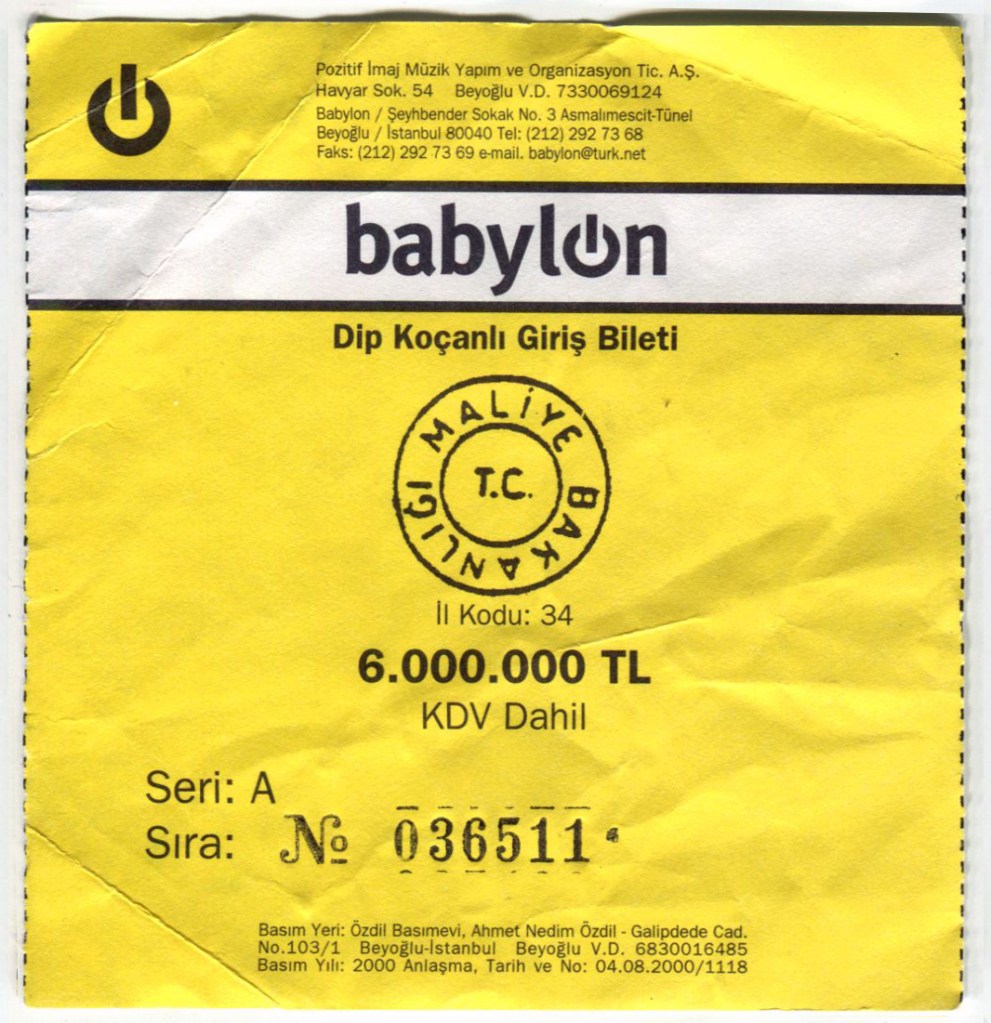 Pozitif İmaj Müzik Yapım ve Organizasyon Tic. A.Ş.
Havyar Sok. 54 Beyoğlu V.D. 7330069124
Babylon / Şeyhbender Sokak No. 3 Asmalımescit-Tünel
Beyoğlu / İstanbul 80040 Tel: (212) 292 73 68
Faks: (212) 292 73 69 e-mail. babylon@turk.net
babylon
Dip Koçanlı Giriş Bileti
MALİYE BAKANLIĞI
T.C.
İl Kodu: 34
6.000.000 TL
KDV Dahil
Seri: A
Sıra: № 036511
Basım Yeri: Özdil Basımevi, Ahmet Nedim Özdil - Galipdede Cad.
No.103/1 Beyoğlu-İstanbul Beyoğlu V.D. 6830016485
Basım Yılı: 2000 Anlaşma, Tarih ve No: 04.08.2000/1118